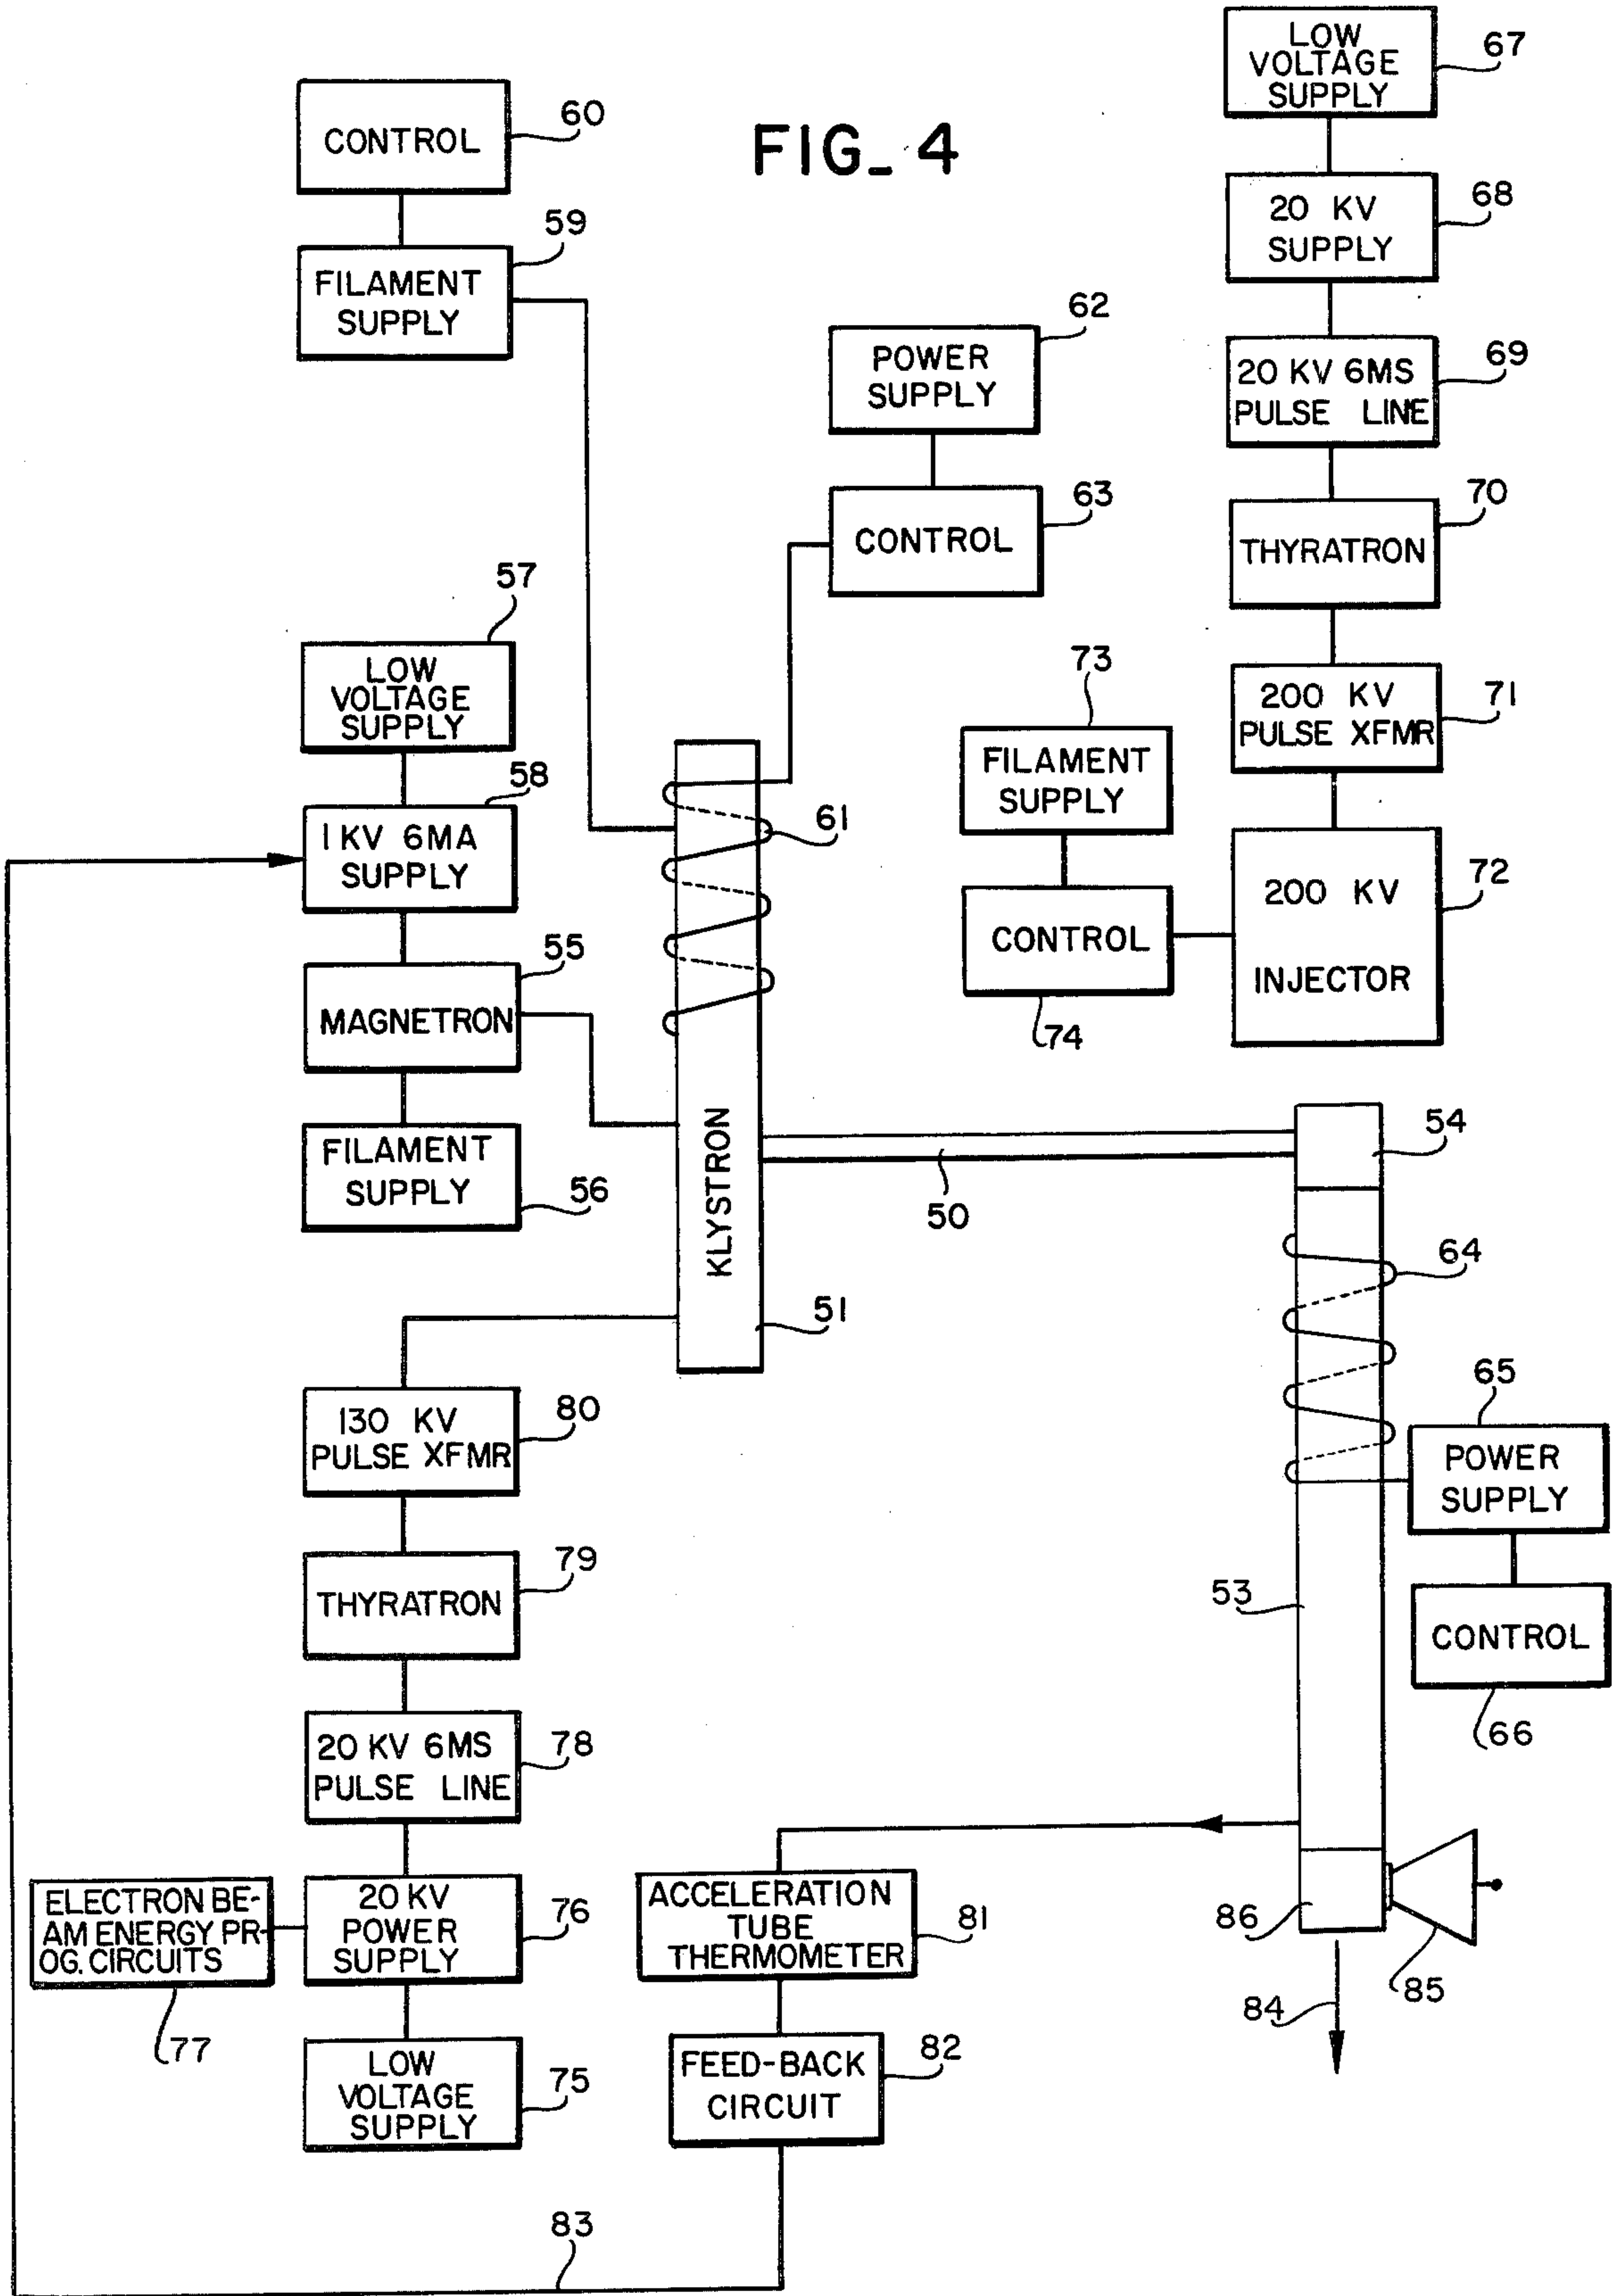 FIG_ 4
LOW
VOLTAGE
SUPPLY
67
CONTROL
60
20 KV
SUPPLY
68
FILAMENT
SUPPLY
59
POWER
SUPPLY
62
20 KV 6MS
PULSE LINE
69
CONTROL
63
THYRATRON
70
LOW
VOLTAGE
SUPPLY
57
200 KV
PULSE XFMR
71
FILAMENT
SUPPLY
73
1 KV 6MA
SUPPLY
58
61
200 KV
INJECTOR
72
CONTROL
74
MAGNETRON
55
FILAMENT
SUPPLY
56
KLYSTRON
51
50
54
64
130 KV
PULSE XFMR
80
POWER
SUPPLY
65
THYRATRON
79
53
CONTROL
66
20 KV 6MS
PULSE LINE
78
ELECTRON BE-
AM ENERGY PR-
OG. CIRCUITS
77
20 KV
POWER
SUPPLY
76
ACCELERATION
TUBE
THERMOMETER
81
86
85
84
LOW
VOLTAGE
SUPPLY
75
FEED-BACK
CIRCUIT
82
83